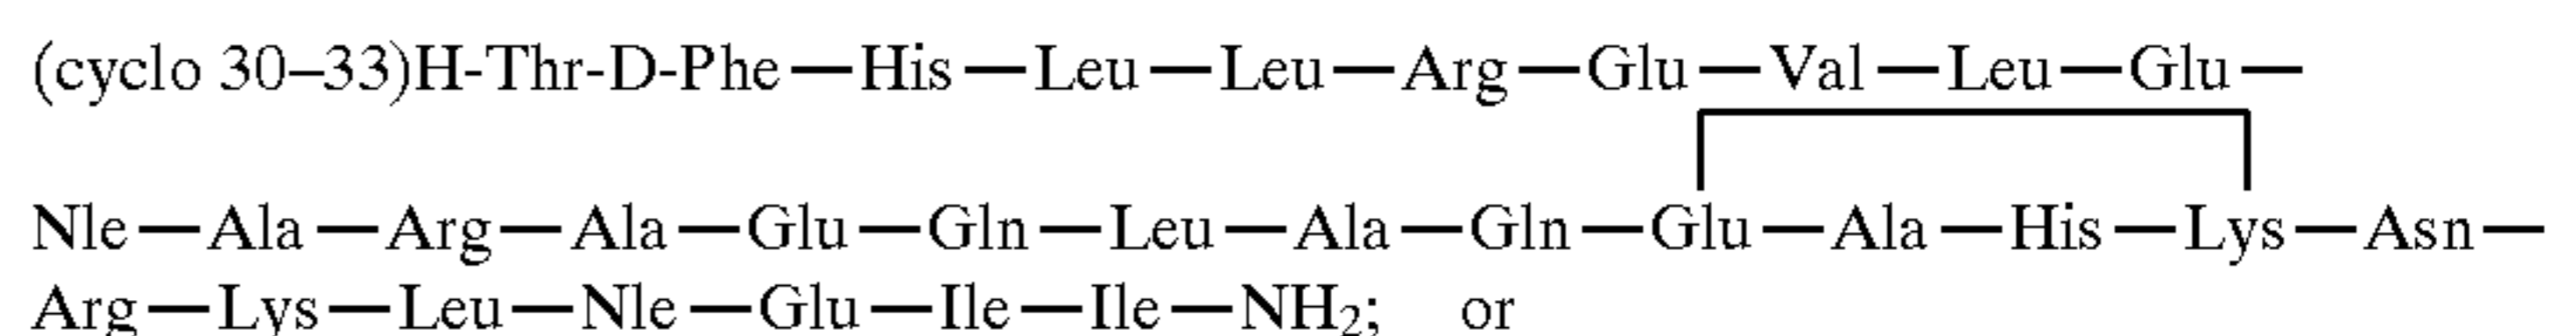 (cyclo 30–33)H-Thr-D-Phe—His—Leu—Leu—Arg—Glu—Val—Leu—Glu—
Nle—Ala—Arg—Ala—Glu—Gln—Leu—Ala—Gln—Glu—Ala—His—Lys—Asn—
Arg—Lys—Leu—Nle—Glu—Ile—Ile—NH₂; or